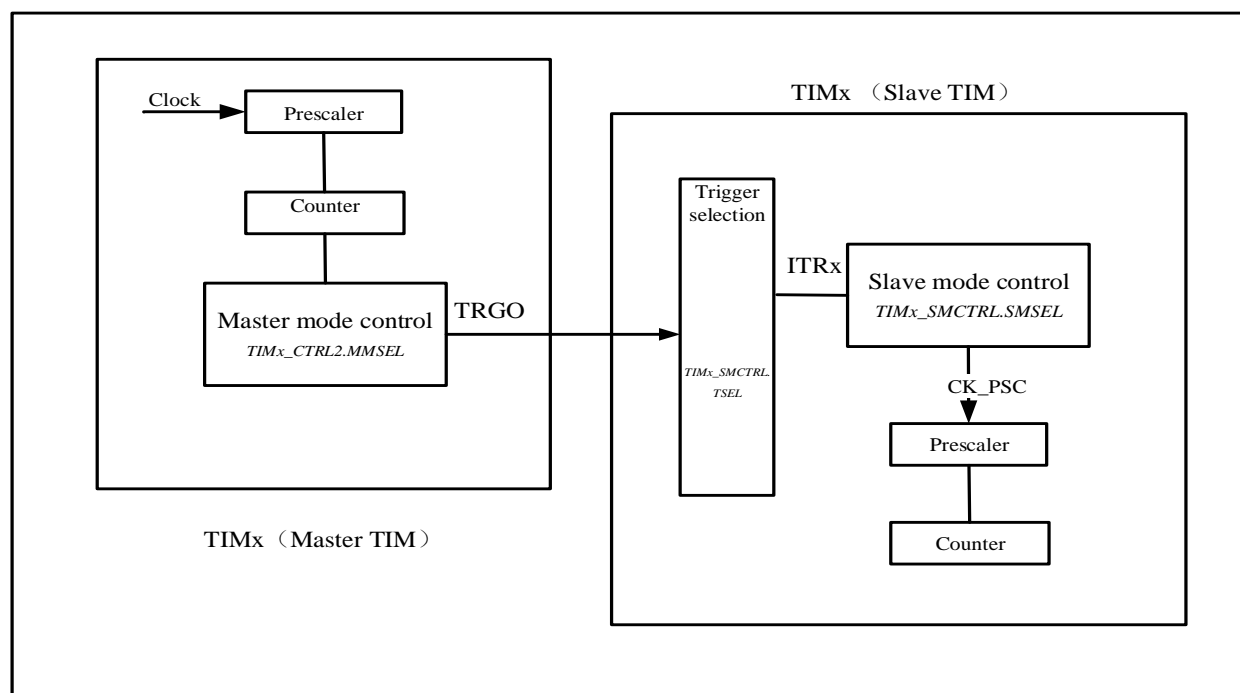 Clock
Prescaler
Counter
Master mode control
TIMx_CTRL2.MMSEL
TRGO
TIMx（Master TIM）
TIMx （Slave TIM）
Trigger
selection
TIMx_SMCTRL.
TSEL
ITRx
Slave mode control
TIMx_SMCTRL.SMSEL
CK_PSC
Prescaler
Counter